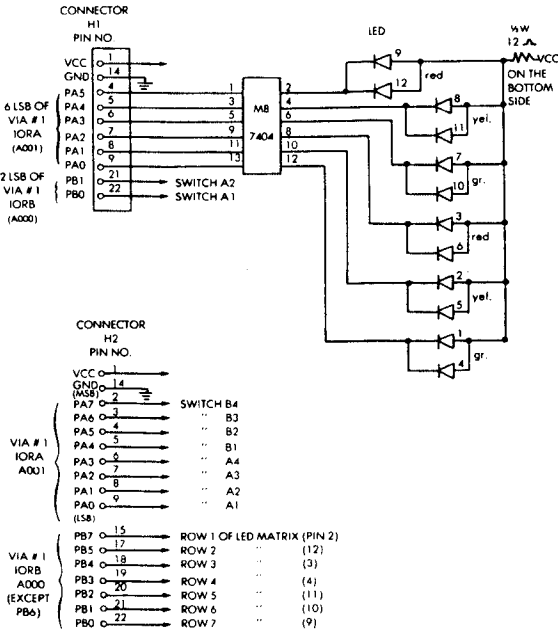 CONNECTOR
H1
PIN NO.
VCC 1
GND 14
PA5 4
PA4 5
PA3 6
PA2 7
PA1 8
PA0 9
PB1 21 SWITCH A2
PB0 22 SWITCH A1
6 LSB OF
VIA # 1
IORA
(A001)
2 LSB OF
VIA # 1
IORB
(A000)
1
3
5
9
11
13
M8
7404
2
4
6
8
10
12
LED
9
12
red
8
11
yel.
7
10
gr.
3
6
red
2
5
yel.
1
4
gr.
½W
12
VCC
ON THE
BOTTOM
SIDE
CONNECTOR
H2
PIN NO.
VCC 1
GND 14
(MSB)
PA7 2 SWITCH B4
PA6 3 " B3
PA5 4 " B2
PA4 5 " B1
PA3 6 " A4
PA2 7 " A3
PA1 8 " A2
PA0 9 " A1
(LSB)
VIA # 1
IORA
A001
PB7 15 ROW 1 OF LED MATRIX (PIN 2)
PB5 17 ROW 2 " (12)
PB4 18 ROW 3 " (3)
PB3 19 ROW 4 " (4)
PB2 20 ROW 5 " (11)
PB1 21 ROW 6 " (10)
PB0 22 ROW 7 " (9)
VIA # 1
IORB
A000
(EXCEPT
PB6)